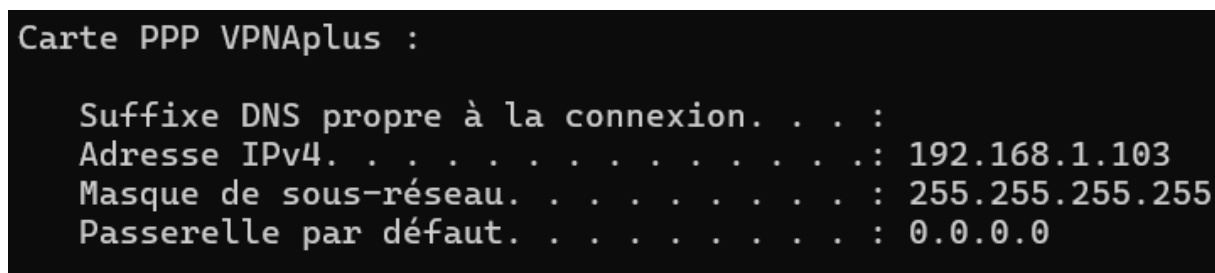 Carte PPP VPNAplus :
Suffixe DNS propre à la connexion. . . :
Adresse IPv4. . . . . . . . . . . . . .: 192.168.1.103
Masque de sous-réseau. . . . . . . . . : 255.255.255.255
Passerelle par défaut. . . . . . . . . : 0.0.0.0